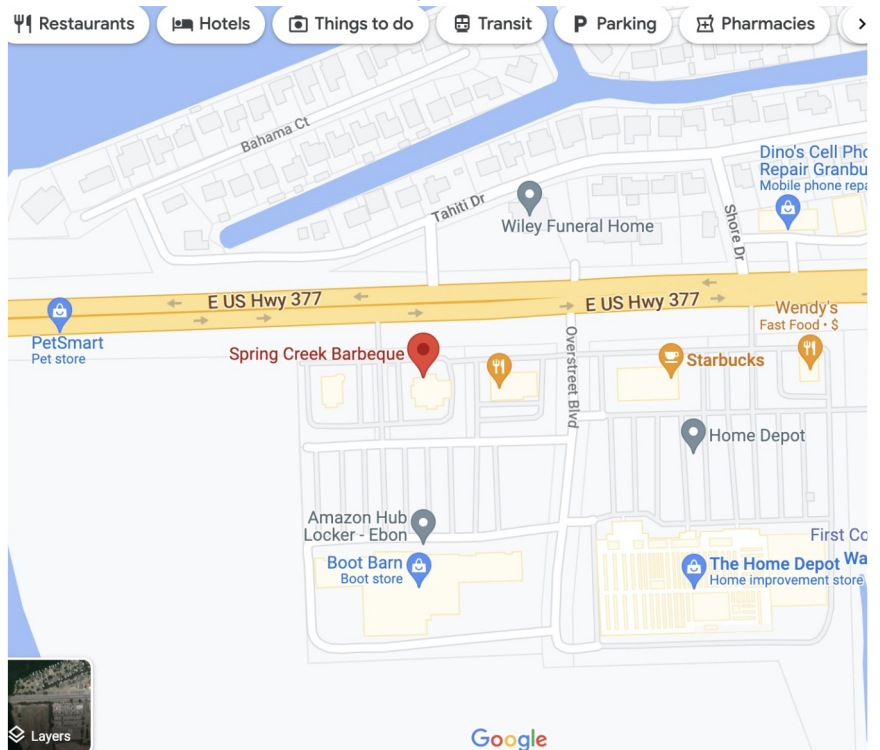 Restaurants
Hotels
Things to do
Transit
P Parking
Pharmacies
Bahama Ct
Tahiti Dr
Wiley Funeral Home
Shore Dr
Dino's Cell Pho
Repair Granbu
Mobile phone repa
E US Hwy 377
E US Hwy 377
PetSmart
Pet store
Spring Creek Barbeque
Overstreet Blvd
Starbucks
Wendy's
Fast Food • $
Home Depot
Amazon Hub
Locker - Ebon
Boot Barn
Boot store
First Co
The Home Depot
Home improvement store
Wa
Layers
Google